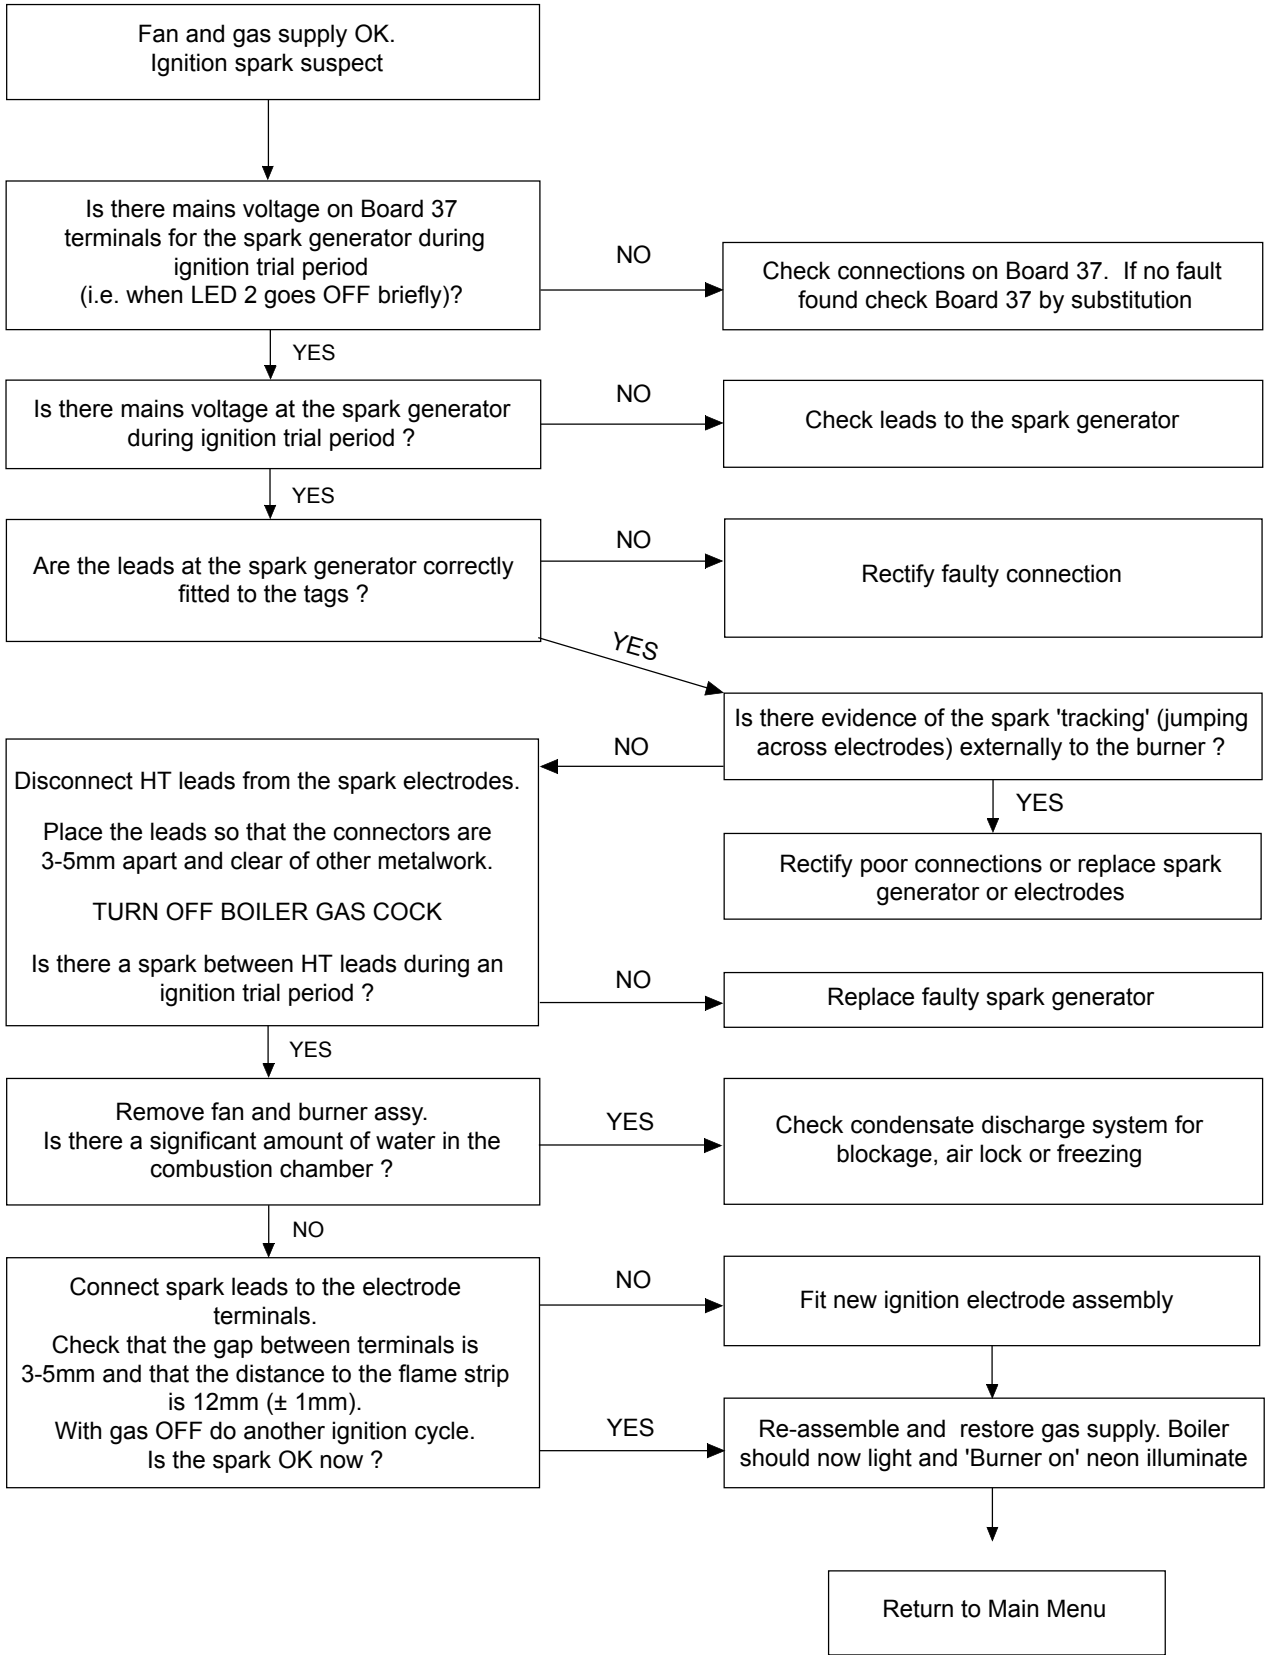 Fan and gas supply OK.
Ignition spark suspect
Is there mains voltage on Board 37
terminals for the spark generator during
ignition trial period
(i.e. when LED 2 goes OFF briefly)?
NO
Check connections on Board 37.  If no fault
found check Board 37 by substitution
YES
Is there mains voltage at the spark generator
during ignition trial period ?
NO
Check leads to the spark generator
YES
Are the leads at the spark generator correctly
fitted to the tags ?
NO
Rectify faulty connection
YES
Is there evidence of the spark 'tracking' (jumping
across electrodes) externally to the burner ?
NO
YES
Rectify poor connections or replace spark
generator or electrodes
Disconnect HT leads from the spark electrodes.
Place the leads so that the connectors are
3-5mm apart and clear of other metalwork.
TURN OFF BOILER GAS COCK
Is there a spark between HT leads during an
ignition trial period ?
NO
Replace faulty spark generator
YES
Remove fan and burner assy.
Is there a significant amount of water in the
combustion chamber ?
YES
Check condensate discharge system for
blockage, air lock or freezing
NO
Connect spark leads to the electrode
terminals.
Check that the gap between terminals is
3-5mm and that the distance to the flame strip
is 12mm (± 1mm).
With gas OFF do another ignition cycle.
Is the spark OK now ?
NO
Fit new ignition electrode assembly
YES
Re-assemble and  restore gas supply. Boiler
should now light and 'Burner on' neon illuminate
Return to Main Menu